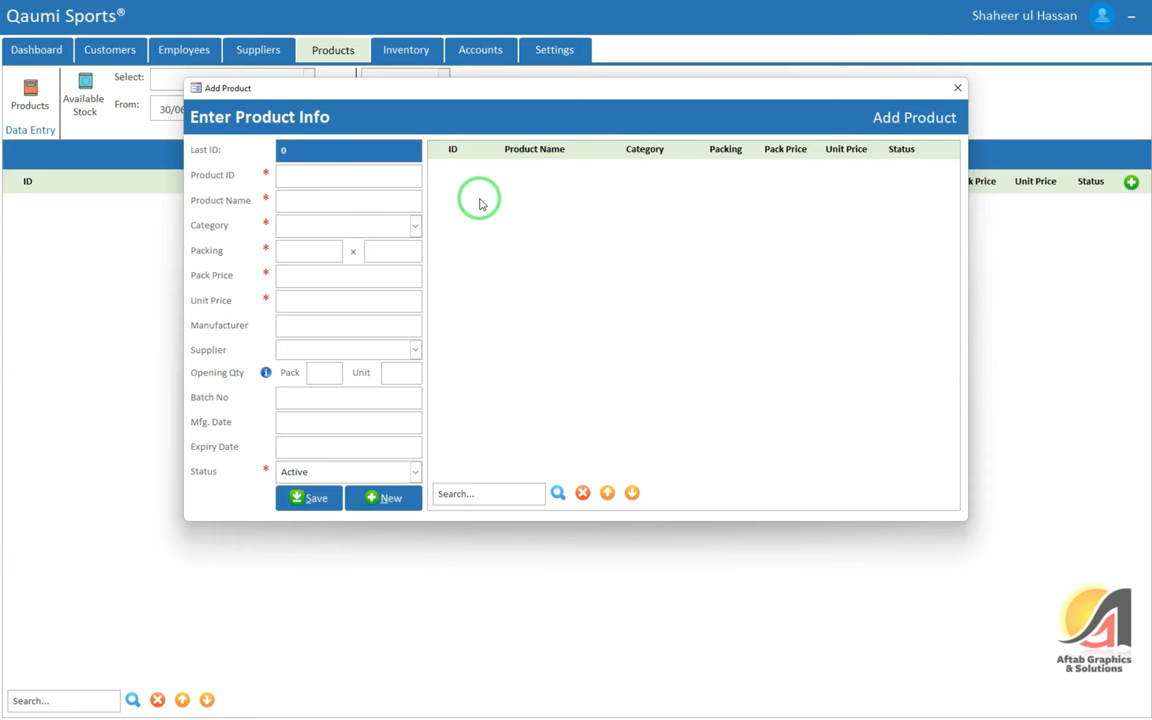 Qaumi Sports®
Shaheer ul Hassan
Dashboard Customers Employees Suppliers Products Inventory Accounts Settings
Products
Data Entry
Available Stock
Select:
From: 30/06
ID
k Price Unit Price Status
Add Product
Enter Product Info Add Product
Last ID: 0
Product ID *
Product Name *
Category *
Packing * x
Pack Price *
Unit Price *
Manufacturer
Supplier
Opening Qty i Pack Unit
Batch No
Mfg. Date
Expiry Date
Status * Active
Save New
ID Product Name Category Packing Pack Price Unit Price Status
Search...
Aftab Graphics
& Solutions
Search...